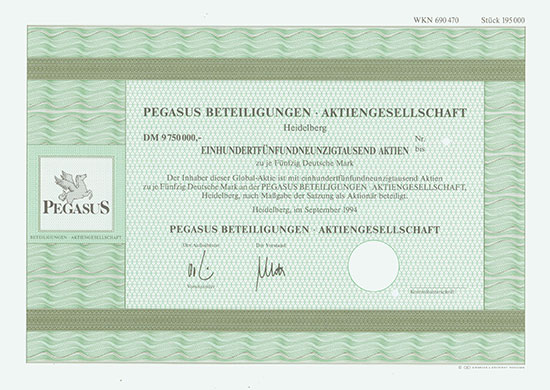 WKN 690 470 Stück 195 000
PEGASUS BETEILIGUNGEN · AKTIENGESELLSCHAFT
Heidelberg
DM 9 750 000,- Nr.
EINHUNDERTFÜNFUNDNEUNZIGTAUSEND AKTIEN bis
zu je Fünfzig Deutsche Mark
Der Inhaber dieser Global-Aktie ist mit einhundertfünfundneunzigtausend Aktien
zu je Fünfzig Deutsche Mark an der PEGASUS BETEILIGUNGEN · AKTIENGESELLSCHAFT,
Heidelberg, nach Maßgabe der Satzung als Aktionär beteiligt.
Heidelberg, im September 1994
PEGASUS BETEILIGUNGEN · AKTIENGESELLSCHAFT
Der Aufsichtsrat Der Vorstand
Vorsitzender
Kontrollunterschrift
PEGASUS
BETEILIGUNGEN · AKTIENGESELLSCHAFT